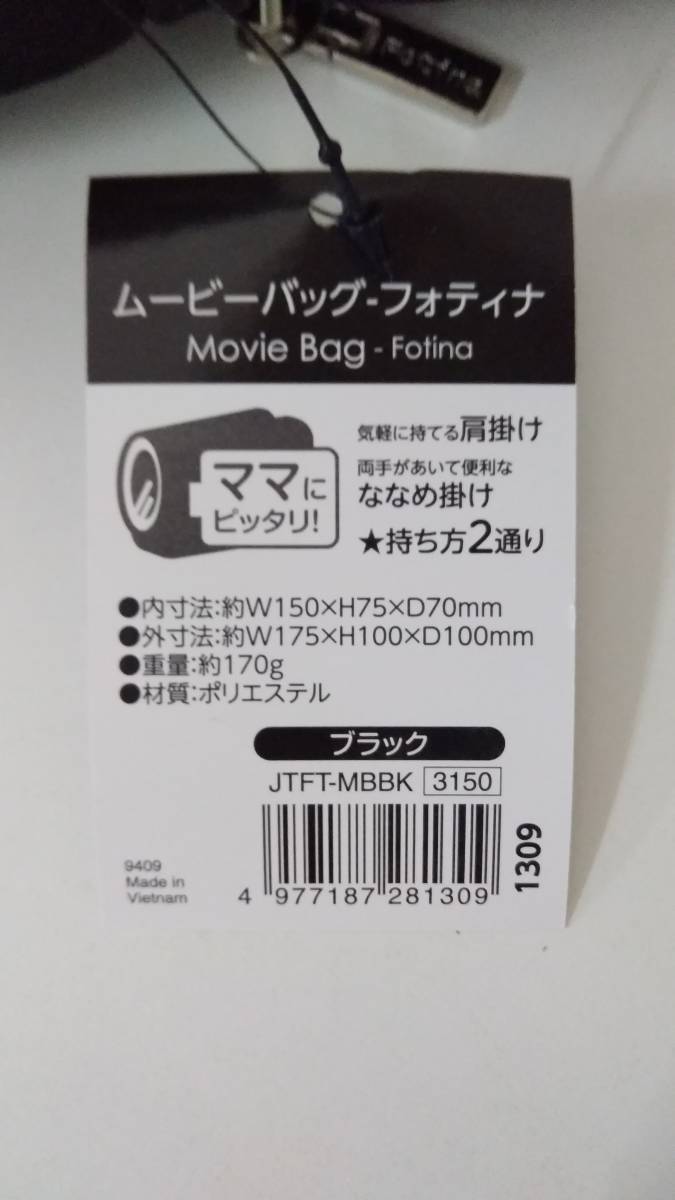 Fotina
ムービーバッグ-フォティナ
Movie Bag - Fotina
ママに
ピッタリ!
気軽に持てる肩掛け
両手があいて便利な
ななめ掛け
★持ち方2通り
●内寸法:約W150×H75×D70mm
●外寸法:約W175×H100×D100mm
●重量:約170g
●材質:ポリエステル
ブラック
JTFT-MBBK 3150
9409
Made in
Vietnam
4 977187 281309
1309